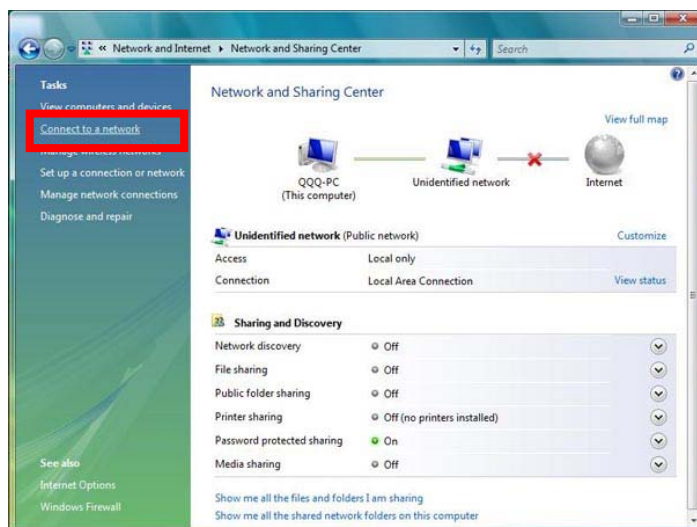 « Network and Internet ▸ Network and Sharing Center
Search
Tasks
View computers and devices
Connect to a network
Manage wireless networks
Set up a connection or network
Manage network connections
Diagnose and repair
See also
Internet Options
Windows Firewall
Network and Sharing Center
View full map
QQQ-PC
(This computer)
Unidentified network
Internet
Unidentified network (Public network)
Customize
Access Local only
Connection Local Area Connection View status
Sharing and Discovery
Network discovery Off
File sharing Off
Public folder sharing Off
Printer sharing Off (no printers installed)
Password protected sharing On
Media sharing Off
Show me all the files and folders I am sharing
Show me all the shared network folders on this computer